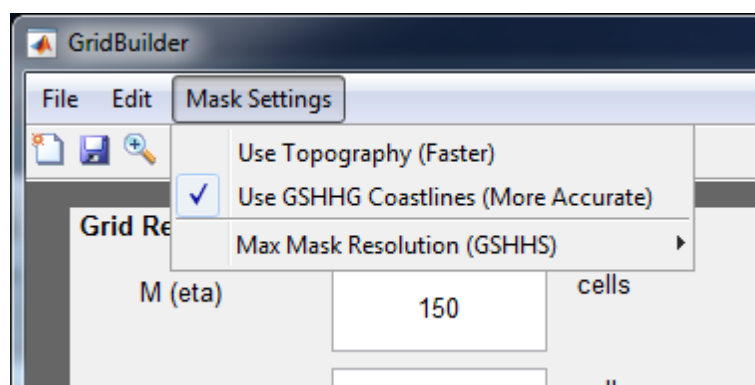 GridBuilder
File Edit Mask Settings
Use Topography (Faster)
Use GSHHG Coastlines (More Accurate)
Grid Re
Max Mask Resolution (GSHHS)
M (eta) 150 cells